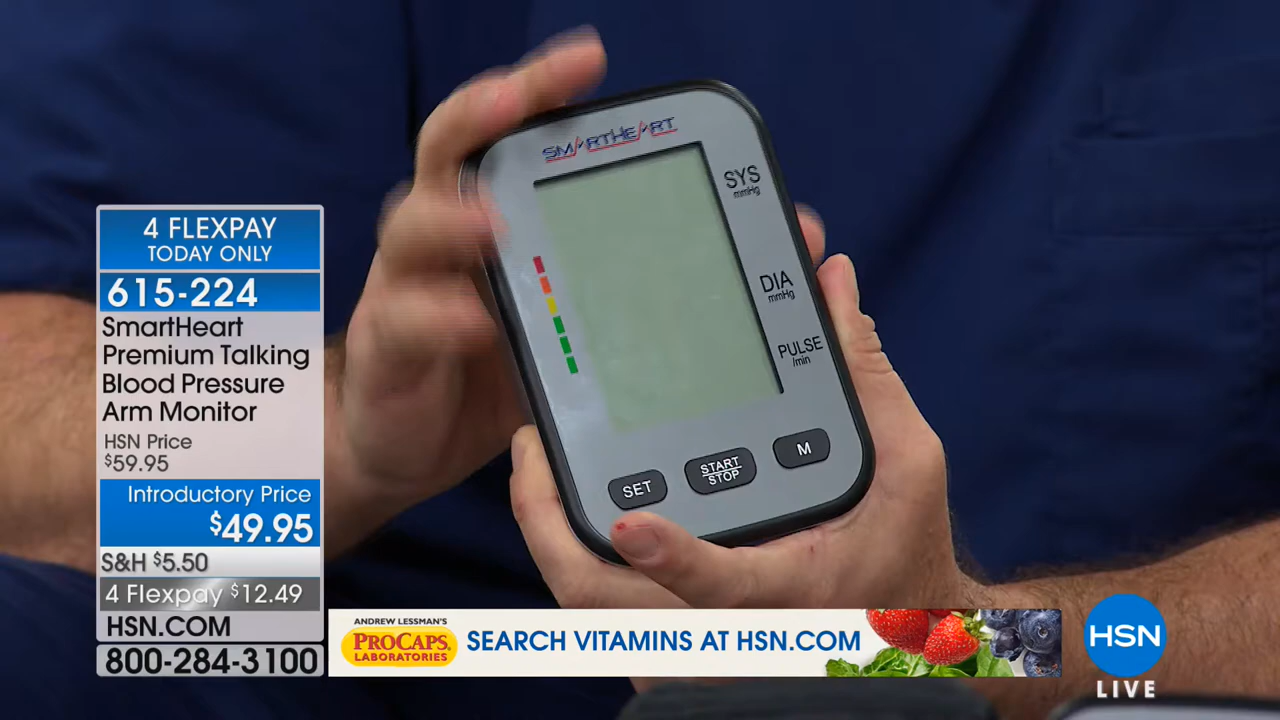 4 FLEXPAY
TODAY ONLY
615-224
SmartHeart
Premium Talking
Blood Pressure
Arm Monitor
HSN Price
$59.95
Introductory Price
$49.95
S&H $5.50
4 Flexpay $12.49
HSN.COM
800-284-3100
SMARTHEART
SYS
mmHg
DIA
mmHg
PULSE
/min
SET
START
STOP
M
ANDREW LESSMAN'S
PROCAPS
LABORATORIES
SEARCH VITAMINS AT HSN.COM
HSN
LIVE